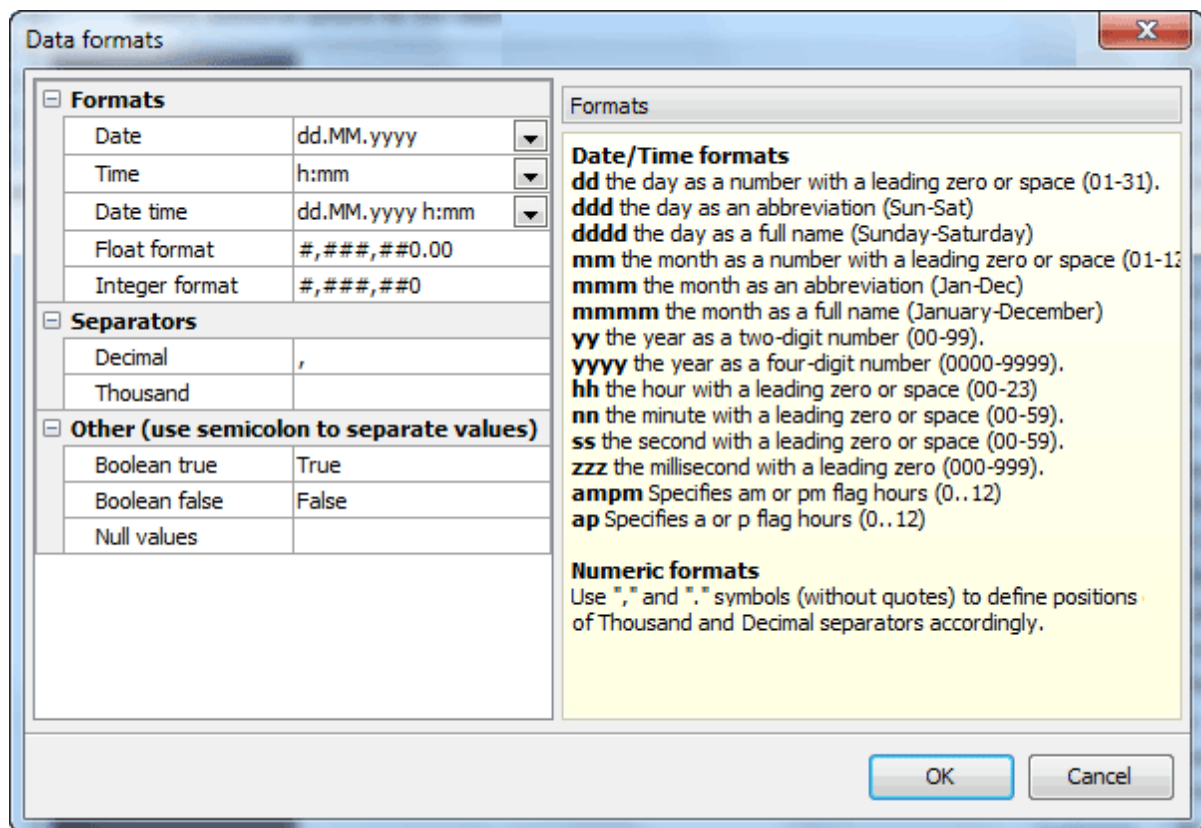 Data formats
Formats
Date dd.MM.yyyy
Time h:mm
Date time dd.MM.yyyy h:mm
Float format #,###,##0.00
Integer format #,###,##0
Separators
Decimal ,
Thousand
Other (use semicolon to separate values)
Boolean true True
Boolean false False
Null values
Formats
Date/Time formats
dd the day as a number with a leading zero or space (01-31).
ddd the day as an abbreviation (Sun-Sat)
dddd the day as a full name (Sunday-Saturday)
mm the month as a number with a leading zero or space (01-12
mmm the month as an abbreviation (Jan-Dec)
mmmm the month as a full name (January-December)
yy the year as a two-digit number (00-99).
yyyy the year as a four-digit number (0000-9999).
hh the hour with a leading zero or space (00-23)
nn the minute with a leading zero or space (00-59).
ss the second with a leading zero or space (00-59).
zzz the millisecond with a leading zero (000-999).
ampm Specifies am or pm flag hours (0..12)
ap Specifies a or p flag hours (0..12)
Numeric formats
Use "," and "." symbols (without quotes) to define positions
of Thousand and Decimal separators accordingly.
OK Cancel